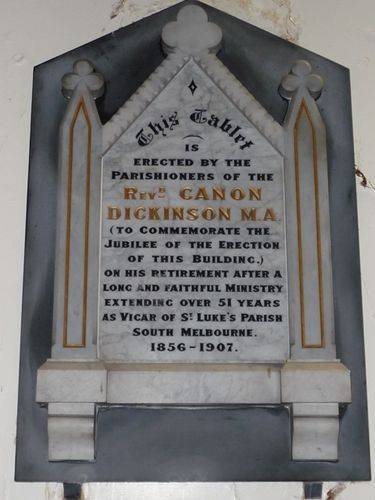 This Tablet
IS
ERECTED BY THE
PARISHIONERS OF THE
REVD. CANON
DICKINSON M.A.
(TO COMMEMORATE THE
JUBILEE OF THE ERECTION
OF THIS BUILDING,)
ON HIS RETIREMENT AFTER A
LONG AND FAITHFUL MINISTRY
EXTENDING OVER 51 YEARS
AS VICAR OF ST. LUKE'S PARISH
SOUTH MELBOURNE.
1856-1907.